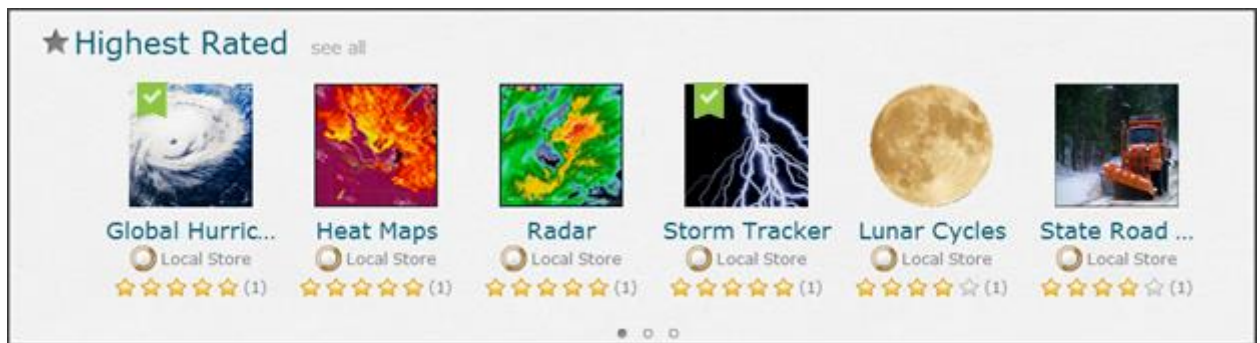 Highest Rated see all
Global Hurric... Heat Maps Radar Storm Tracker Lunar Cycles State Road ...
Local Store Local Store Local Store Local Store Local Store Local Store
(1) (1) (1) (1) (1) (1)